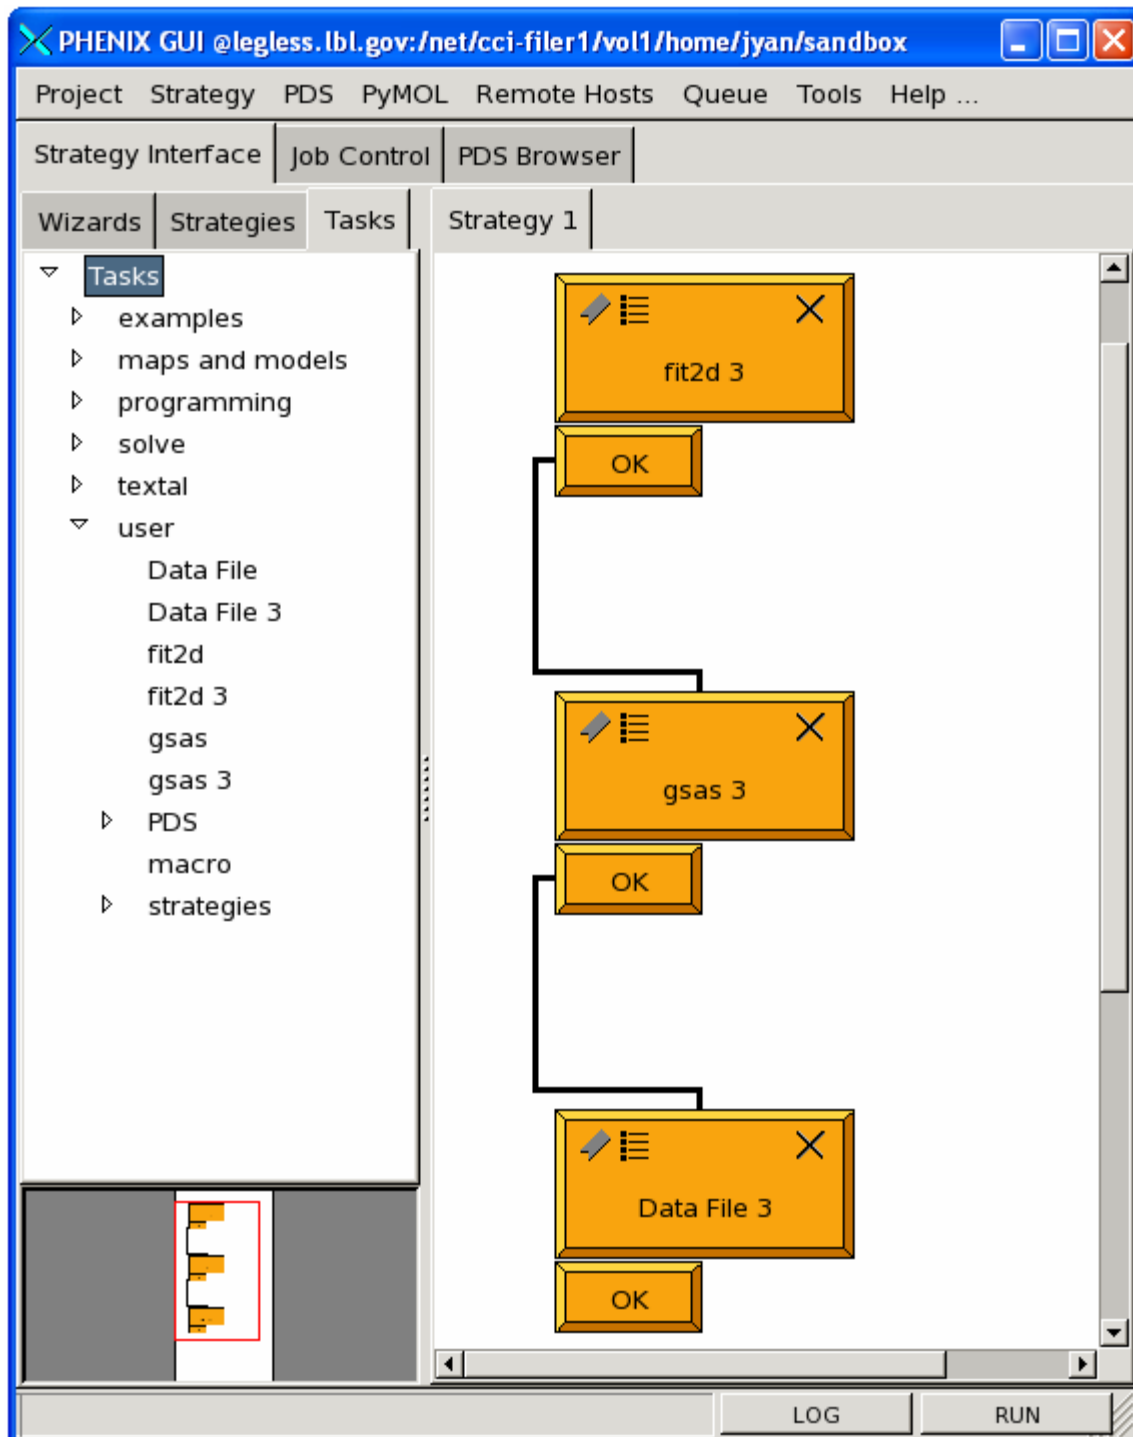 PHENIX GUI @legless.lbl.gov:/net/cci-filer1/vol1/home/jyan/sandbox
Project Strategy PDS PyMOL Remote Hosts Queue Tools Help ...
Strategy Interface Job Control PDS Browser
Wizards Strategies Tasks Strategy 1
Tasks
examples
maps and models
programming
solve
textal
user
Data File
Data File 3
fit2d
fit2d 3
gsas
gsas 3
PDS
macro
strategies
fit2d 3
OK
gsas 3
OK
Data File 3
OK
LOG RUN